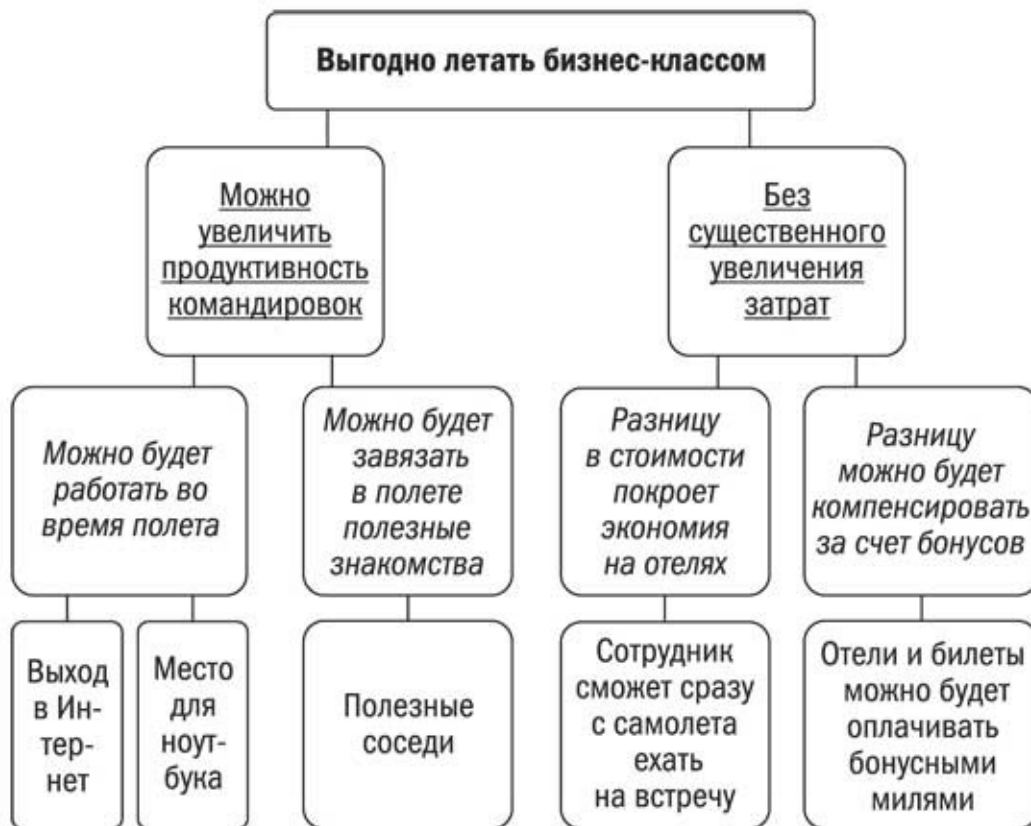 Выгодно летать бизнес-классом
Можно
увеличить
продуктивность
командировок
Без
существенного
увеличения
затрат
Можно будет
работать во
время полета
Можно будет
завязать
в полете
полезные
знакомства
Разницу
в стоимости
покроет
экономия
на отелях
Разницу
можно будет
компенсировать
за счет бонусов
Выход
в Ин-
тер-
нет
Место
для
ноут-
бука
Полезные
соседи
Сотрудник
сможет сразу
с самолета
ехать
на встречу
Отели и билеты
можно будет
оплачивать
бонусными
милями